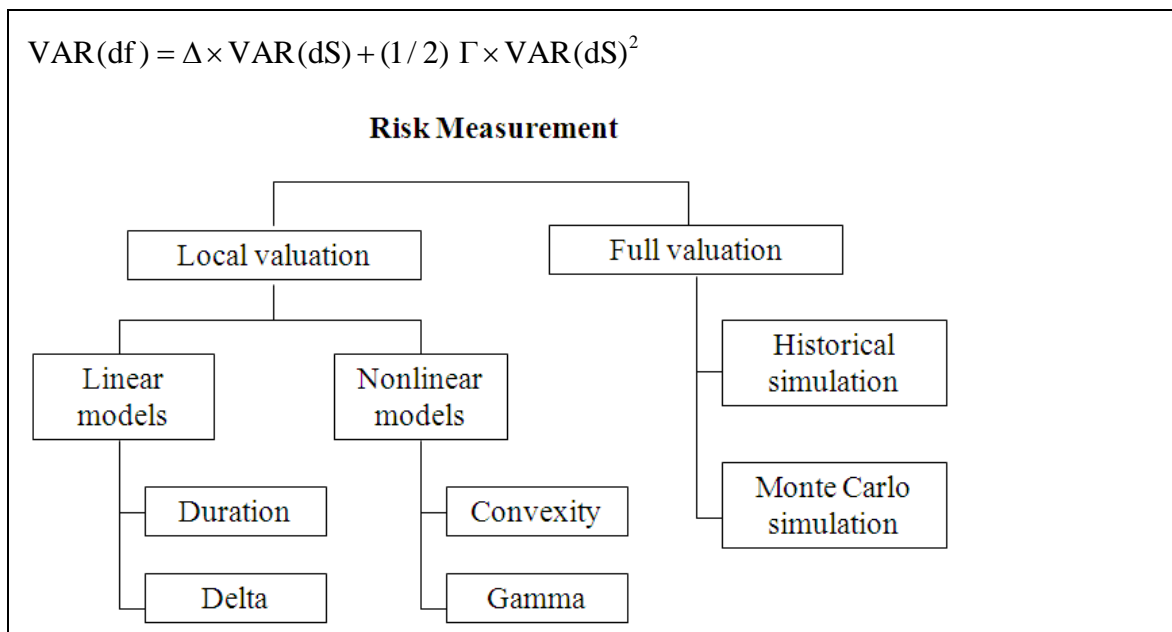 VAR(df) = Δ × VAR(dS) + (1/2) Γ × VAR(dS)²
Risk Measurement
Local valuation
Full valuation
Linear
models
Nonlinear
models
Historical
simulation
Duration
Convexity
Monte Carlo
simulation
Delta
Gamma